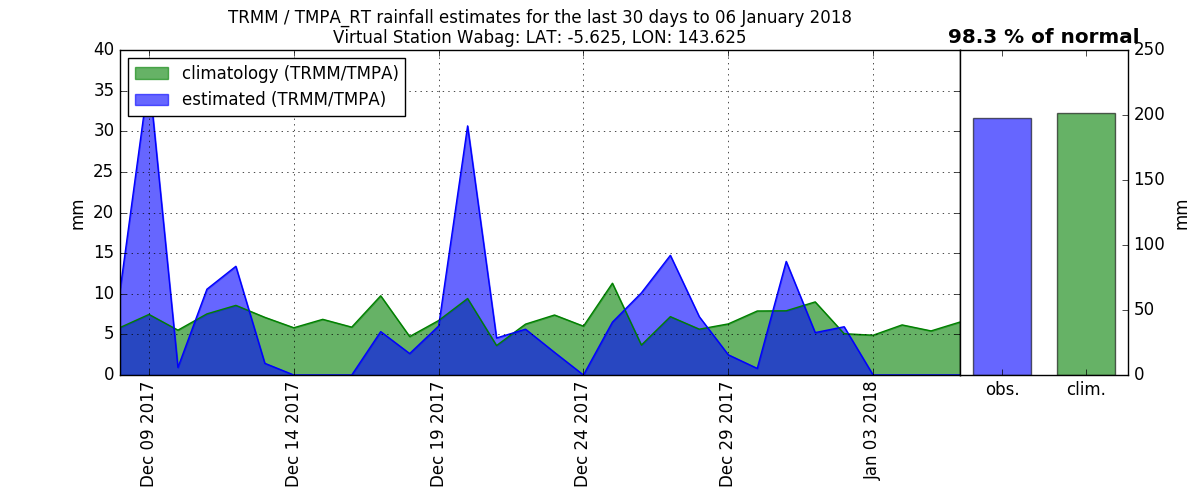 TRMM / TMPA_RT rainfall estimates for the last 30 days to 06 January 2018
Virtual Station Wabag: LAT: -5.625, LON: 143.625
98.3 % of normal
climatology (TRMM/TMPA)
estimated (TRMM/TMPA)
40
35
30
25
20
15
10
5
0
mm
Dec 09 2017
Dec 14 2017
Dec 19 2017
Dec 24 2017
Dec 29 2017
Jan 03 2018
obs.
clim.
250
200
150
100
50
0
mm